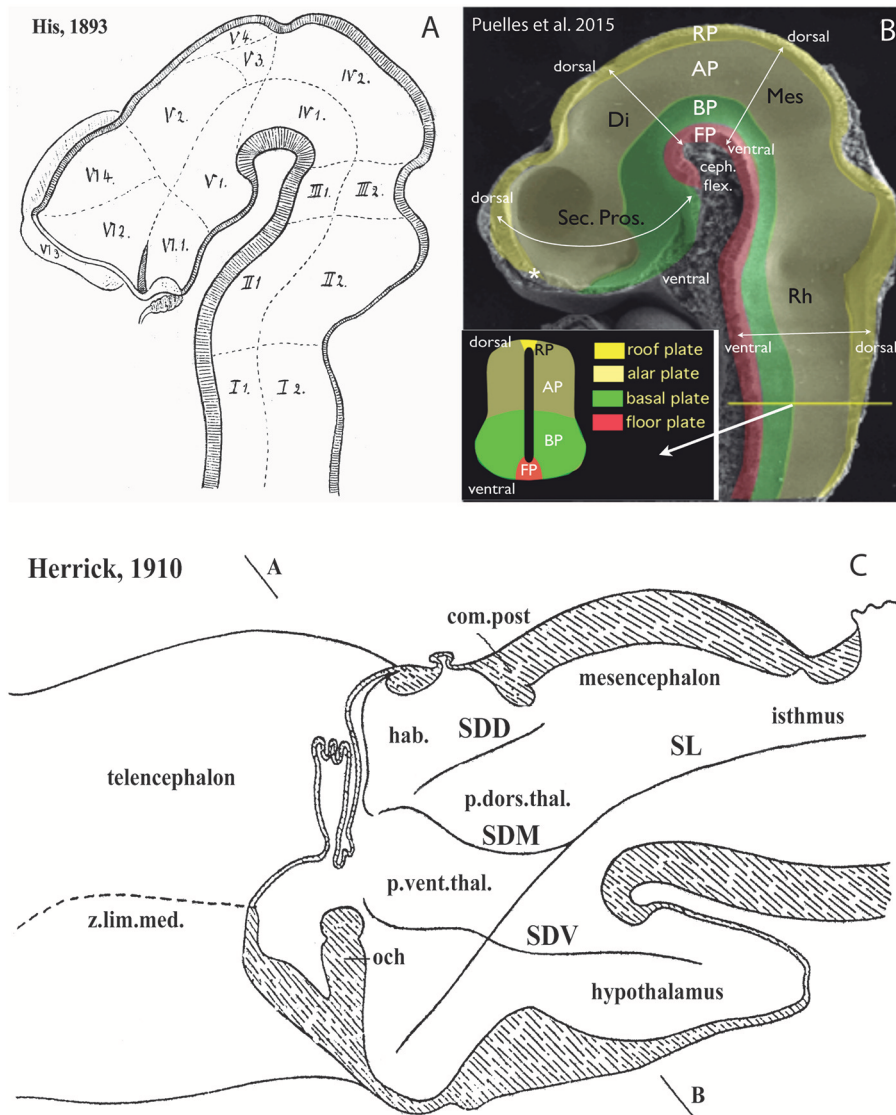 His, 1893
A
V4.
V3.
IV2.
V2.
IV1.
VI4.
V1.
III1.
III2.
VI2.
VI.1.
VI3.
II1
II2.
I1.
I2.
Puelles et al. 2015
B
RP
dorsal
dorsal
AP
Mes
BP
Di
FP
ventral
ceph.
flex.
dorsal
Sec. Pros.
*
ventral
Rh
ventral
dorsal
dorsal
RP
AP
BP
FP
ventral
roof plate
alar plate
basal plate
floor plate
Herrick, 1910
A
C
com.post
mesencephalon
isthmus
hab.
SDD
SL
telencephalon
p.dors.thal.
SDM
p.vent.thal.
z.lim.med.
SDV
och
hypothalamus
B